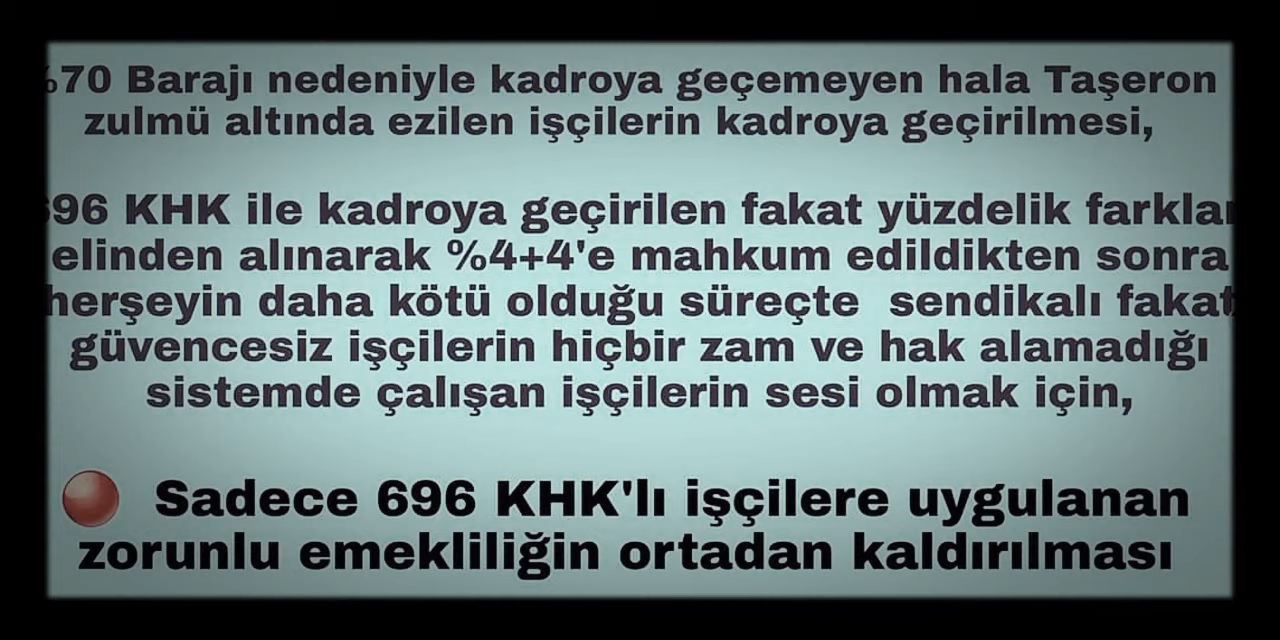 %70 Barajı nedeniyle kadroya geçemeyen hala Taşeron
zulmü altında ezilen işçilerin kadroya geçirilmesi,
696 KHK ile kadroya geçirilen fakat yüzdelik farklar
elinden alınarak %4+4'e mahkum edildikten sonra
herşeyin daha kötü olduğu süreçte sendikalı fakat
güvencesiz işçilerin hiçbir zam ve hak alamadığı
sistemde çalışan işçilerin sesi olmak için,
Sadece 696 KHK'lı işçilere uygulanan
zorunlu emekliliğin ortadan kaldırılması